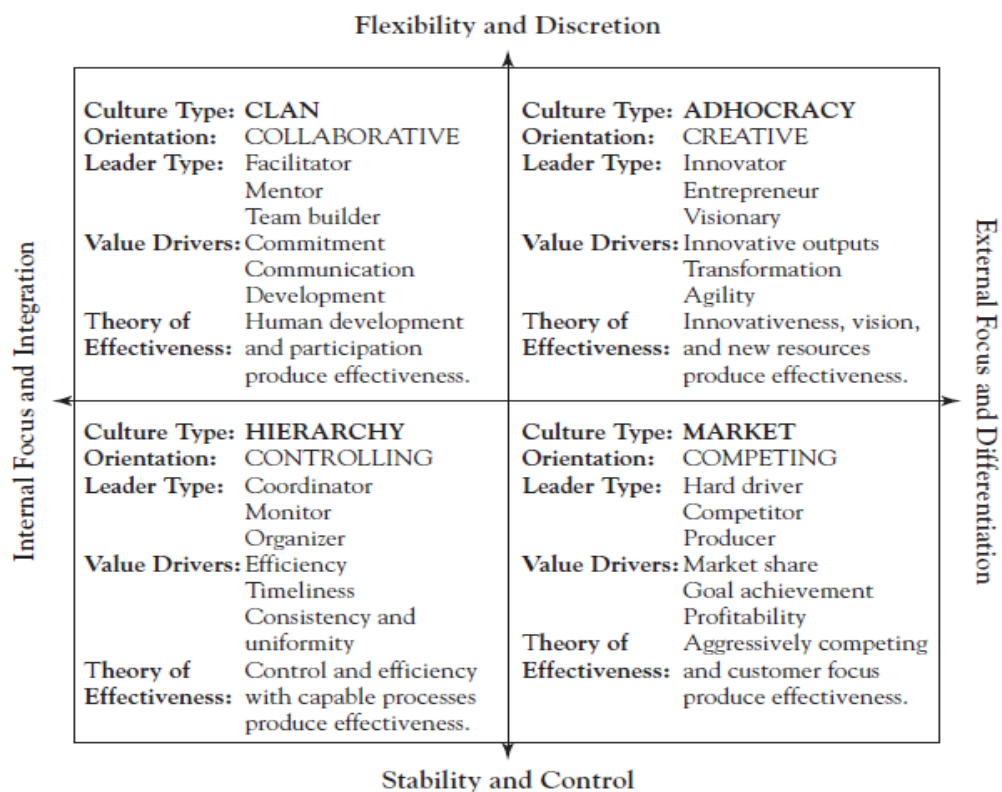 Flexibility and Discretion
Internal Focus and Integration
Culture Type: CLAN
Orientation: COLLABORATIVE
Leader Type: Facilitator
Mentor
Team builder
Value Drivers: Commitment
Communication
Development
Theory of Human development
Effectiveness: and participation
produce effectiveness.
Culture Type: ADHOCRACY
Orientation: CREATIVE
Leader Type: Innovator
Entrepreneur
Visionary
Value Drivers: Innovative outputs
Transformation
Agility
Theory of Innovativeness, vision,
Effectiveness: and new resources
produce effectiveness.
Culture Type: HIERARCHY
Orientation: CONTROLLING
Leader Type: Coordinator
Monitor
Organizer
Value Drivers: Efficiency
Timeliness
Consistency and
uniformity
Theory of Control and efficiency
Effectiveness: with capable processes
produce effectiveness.
Culture Type: MARKET
Orientation: COMPETING
Leader Type: Hard driver
Competitor
Producer
Value Drivers: Market share
Goal achievement
Profitability
Theory of Aggressively competing
Effectiveness: and customer focus
produce effectiveness.
External Focus and Differentiation
Stability and Control